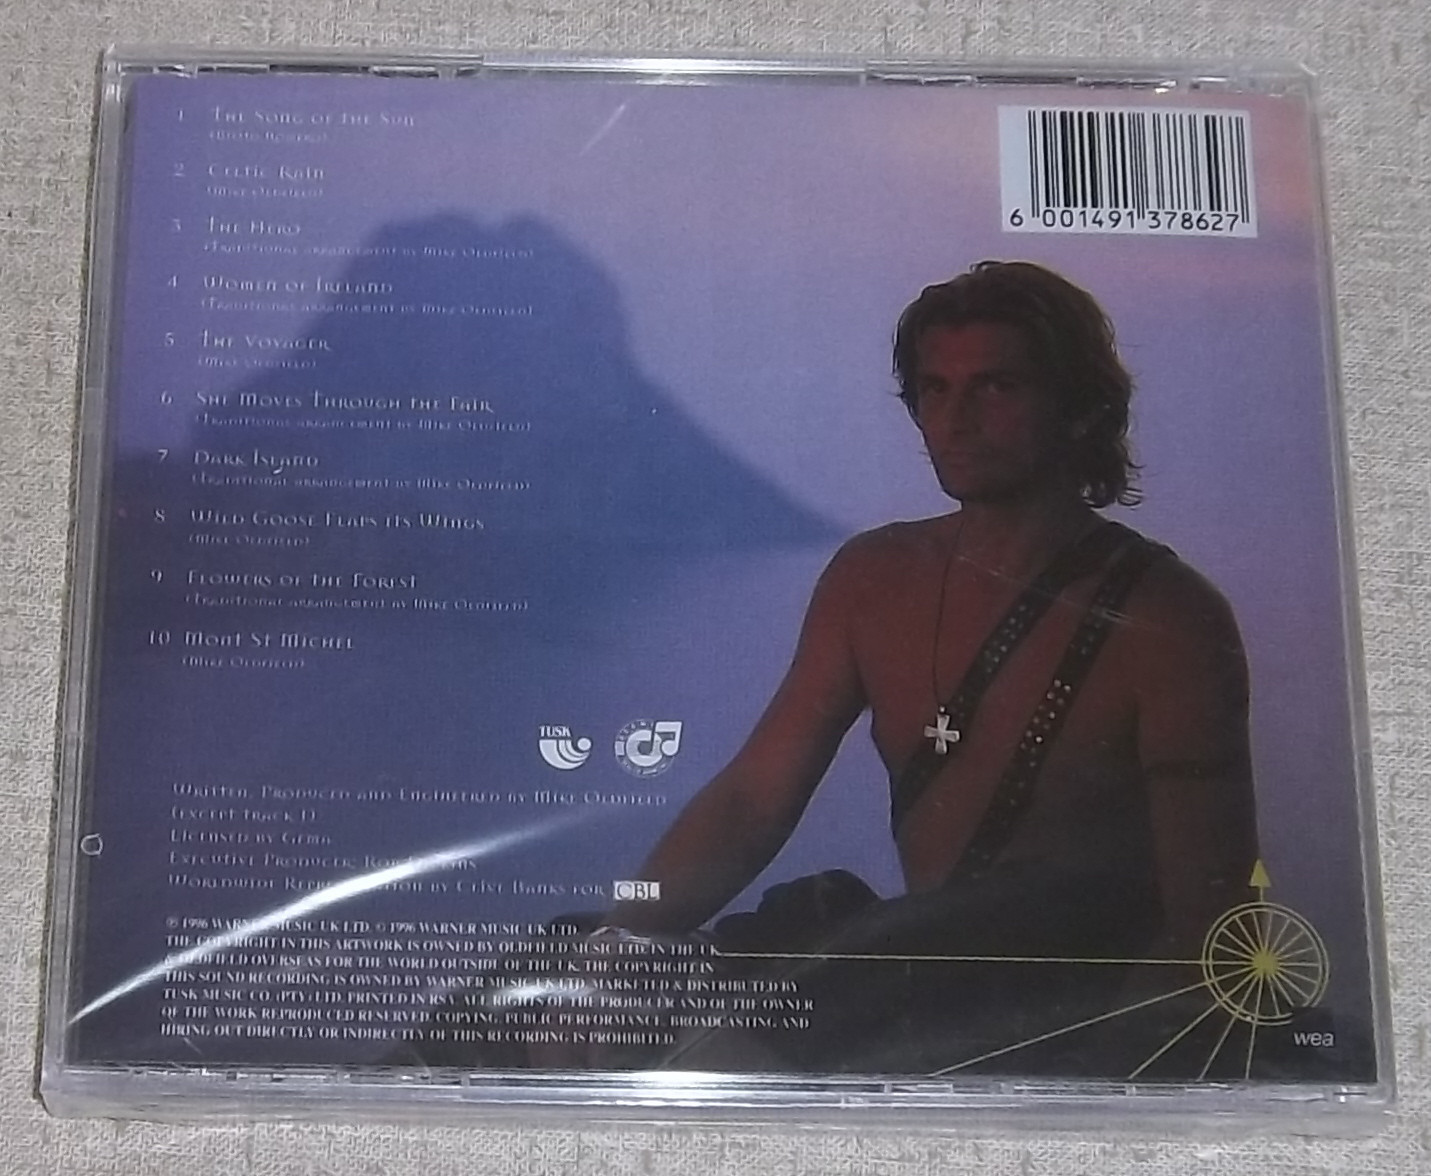 1 The Song of the Sun
2 Celtic Rain
(Mike Oldfield)
3 The Hero
(Traditional arrangement by Mike Oldfield)
4 Women of Ireland
(Traditional arrangement by Mike Oldfield)
5 The Voyager
(Mike Oldfield)
6 She Moves Through the Fair
(Traditional arrangement by Mike Oldfield)
7 Dark Island
(Traditional arrangement by Mike Oldfield)
8 Wild Goose Flaps its Wings
(Mike Oldfield)
9 Flowers of the Forest
(Traditional arrangement by Mike Oldfield)
10 Mont St Michel
(Mike Oldfield)
6 001491 378627
TUSK
Written, Produced and Engineered by Mike Oldfield
(except track 1)
Licensed by Gema
Executive Producer:
Worldwide Representation by Clive Banks for CBL
℗ 1996 WARNER MUSIC UK LTD. © 1996 WARNER MUSIC UK LTD.
THE COPYRIGHT IN THIS ARTWORK IS OWNED BY OLDFIELD MUSIC LTD. IN THE UK
& OLDFIELD OVERSEAS FOR THE WORLD OUTSIDE OF THE UK. THE COPYRIGHT IN
THIS SOUND RECORDING IS OWNED BY WARNER MUSIC UK LTD. MARKETED & DISTRIBUTED BY
TUSK MUSIC CO. (PTY) LTD. PRINTED IN RSA. ALL RIGHTS OF THE PRODUCER AND OF THE OWNER
OF THE WORK REPRODUCED RESERVED. COPYING, PUBLIC PERFORMANCE, BROADCASTING AND
HIRING OUT DIRECTLY OR INDIRECTLY OF THIS RECORDING IS PROHIBITED.
wea